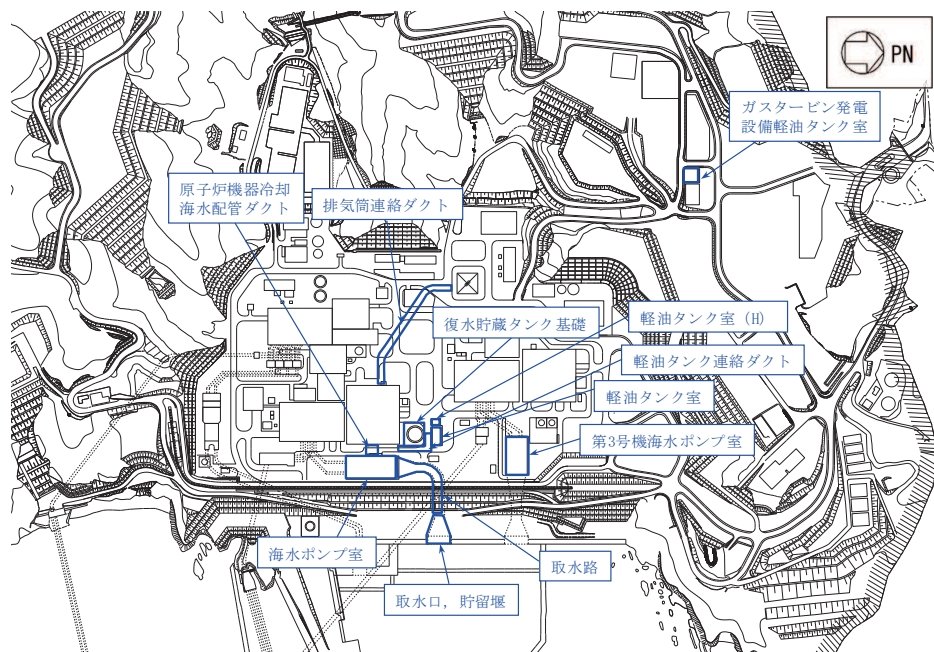 PN
ガスタービン発電
設備軽油タンク室
原子炉機器冷却
海水配管ダクト
排気筒連絡ダクト
復水貯蔵タンク基礎
軽油タンク室（H）
軽油タンク連絡ダクト
軽油タンク室
第3号機海水ポンプ室
海水ポンプ室
取水路
取水口，貯留堰